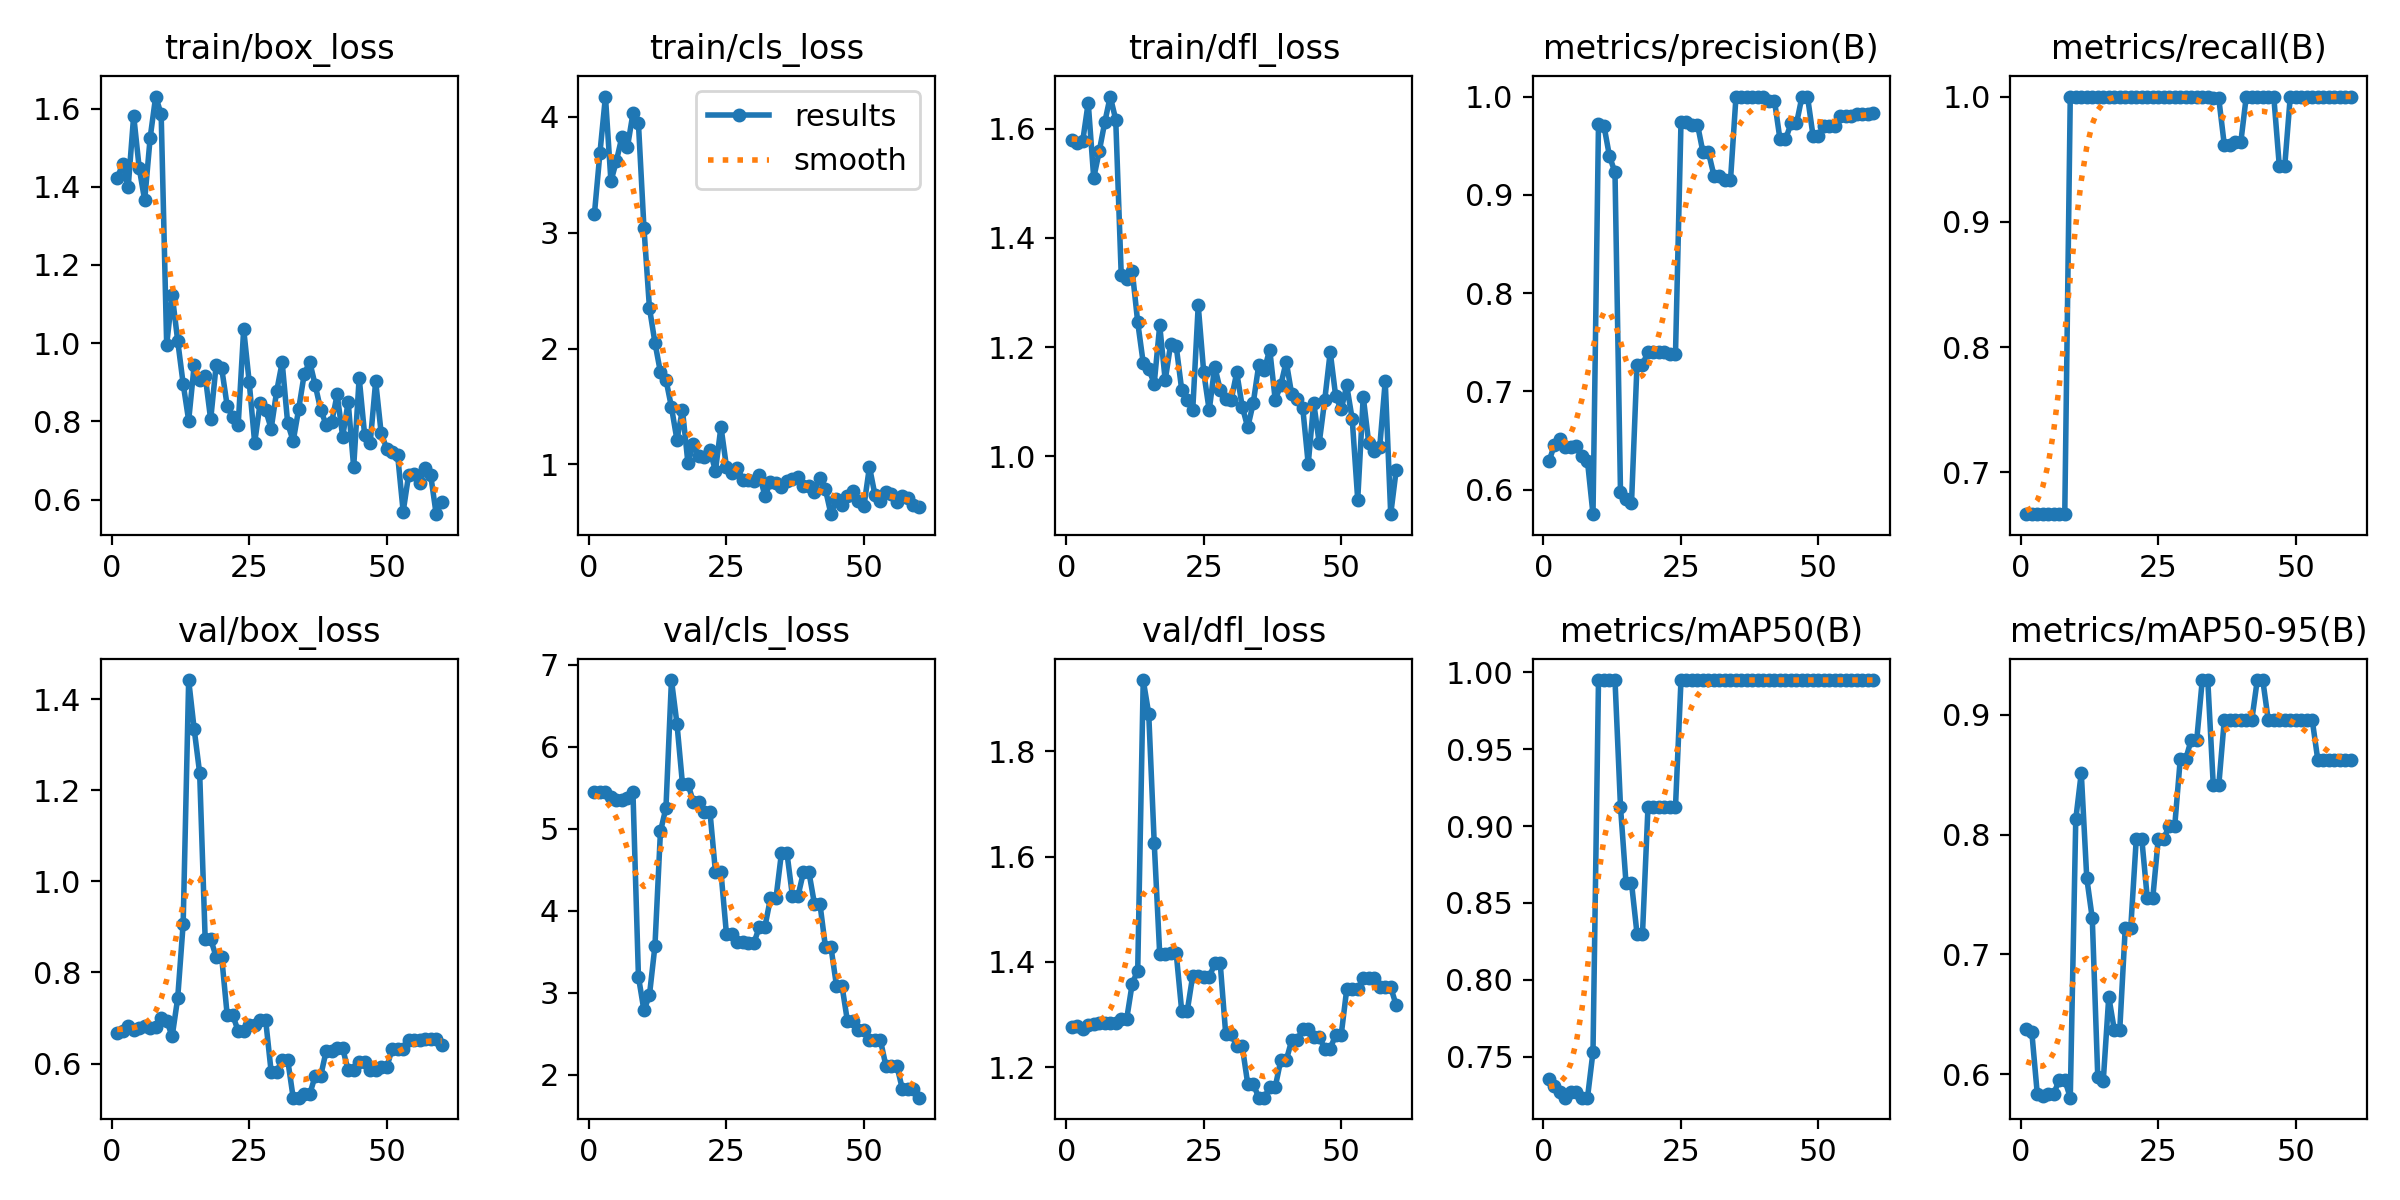 train/box_loss
1.6
1.4
1.2
1.0
0.8
0.6
0 25 50
train/cls_loss
results
smooth
4
3
2
1
0 25 50
train/dfl_loss
1.6
1.4
1.2
1.0
0 25 50
metrics/precision(B)
1.0
0.9
0.8
0.7
0.6
0 25 50
metrics/recall(B)
1.0
0.9
0.8
0.7
0 25 50
val/box_loss
1.4
1.2
1.0
0.8
0.6
0 25 50
val/cls_loss
7
6
5
4
3
2
0 25 50
val/dfl_loss
1.8
1.6
1.4
1.2
0 25 50
metrics/mAP50(B)
1.00
0.95
0.90
0.85
0.80
0.75
0 25 50
metrics/mAP50-95(B)
0.9
0.8
0.7
0.6
0 25 50